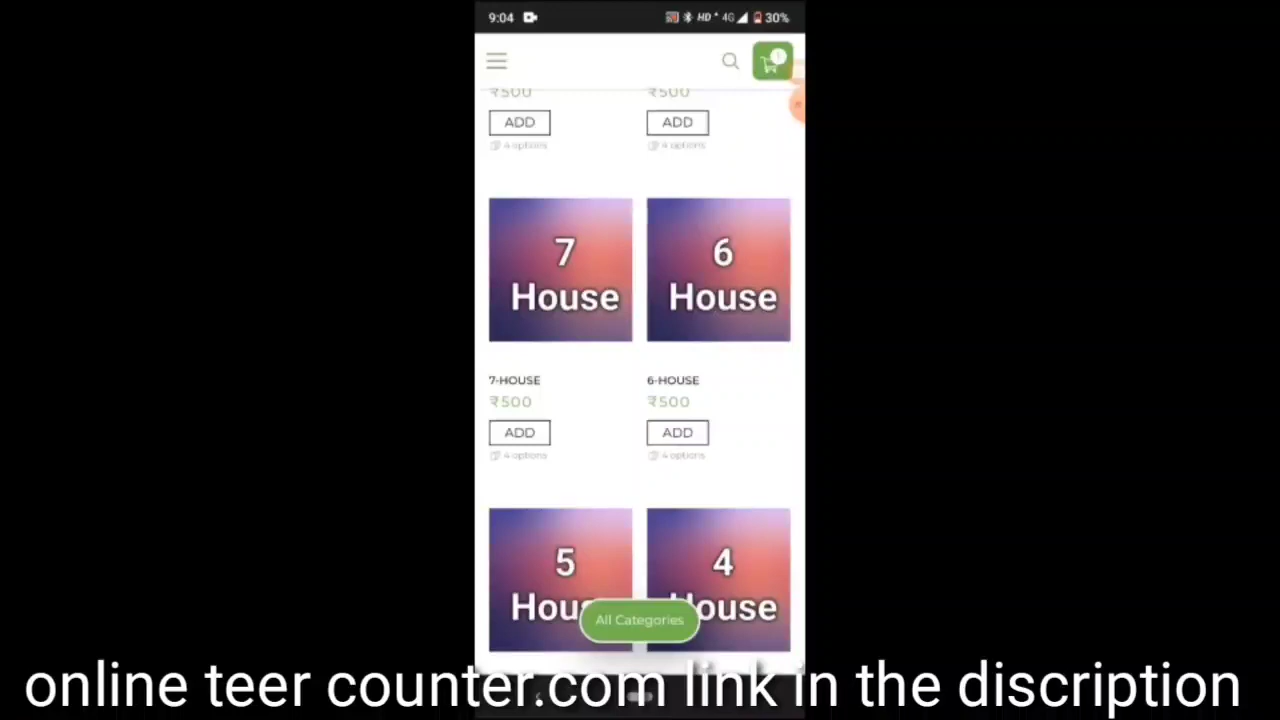 9:04 HD 4G 30%
1
₹500 ₹500
ADD ADD
4 options 4 options
7 House
6 House
7-HOUSE 6-HOUSE
₹500 ₹500
ADD ADD
4 options 4 options
5
4
House
House
All Categories
online teer counter.com link in the discription